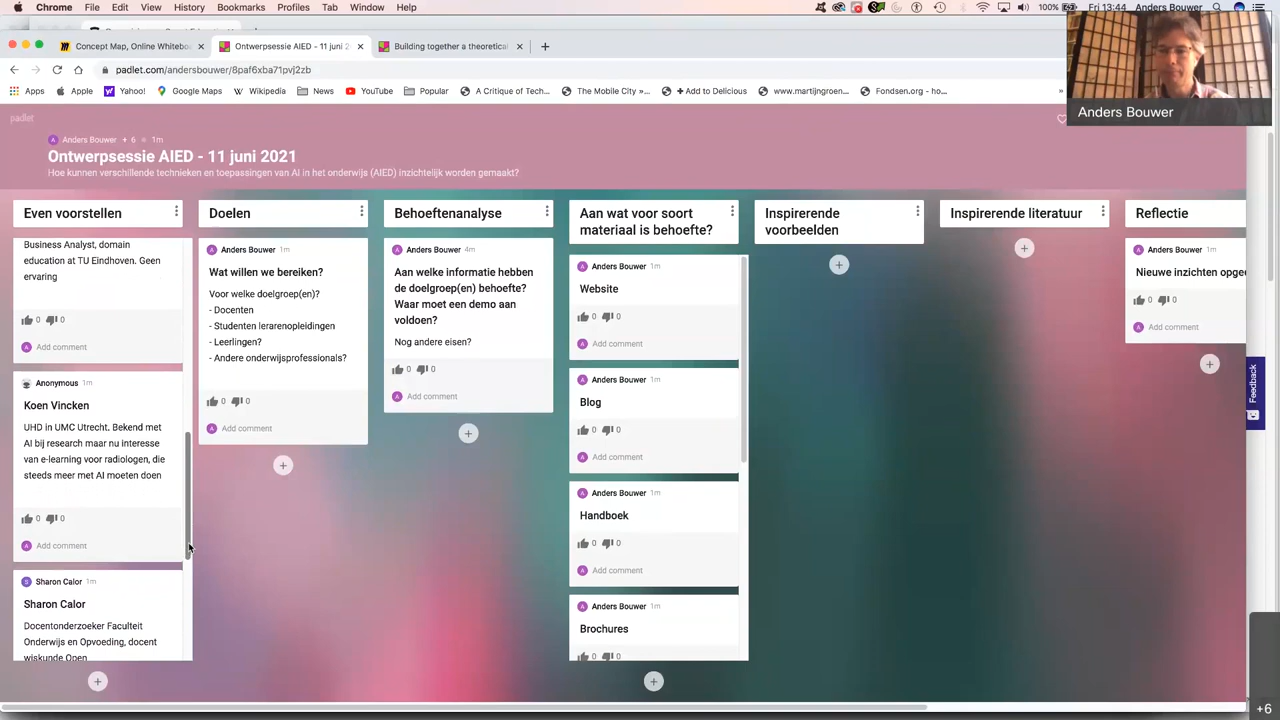 Chrome File Edit View History Bookmarks Profiles Tab Window Help
100% Fri 13:44 Anders Bouwer
Concept Map, Online Whitebo
Ontwerpsessie AIED - 11 juni 2
Building together a theoretical
padlet.com/andersbouwer/8paf6xba71pvj2zb
Apps Apple Yahoo! Google Maps Wikipedia News YouTube Popular A Critique of Tech... The Mobile City »... + Add to Delicious www.martijngroen... Fondsen.org - ho... »
Anders Bouwer
padlet
Anders Bouwer + 6 1m
Ontwerpsessie AIED - 11 juni 2021
Hoe kunnen verschillende technieken en toepassingen van AI in het onderwijs (AIED) inzichtelijk worden gemaakt?
Even voorstellen
Business Analyst, domain
education at TU Eindhoven. Geen
ervaring
0 0
Add comment
Anonymous 1m
Koen Vincken
UHD in UMC Utrecht. Bekend met
AI bij research maar nu interesse
van e-learning voor radiologen, die
steeds meer met AI moeten doen
0 0
Add comment
S Sharon Calor 1m
Sharon Calor
Docentonderzoeker Faculteit
Onderwijs en Opvoeding, docent
wiskunde Open
Doelen
A Anders Bouwer 1m
Wat willen we bereiken?
Voor welke doelgroep(en)?
- Docenten
- Studenten lerarenopleidingen
- Leerlingen?
- Andere onderwijsprofessionals?
0 0
A Add comment
Behoeftenanalyse
A Anders Bouwer 4m
Aan welke informatie hebben
de doelgroep(en) behoefte?
Waar moet een demo aan
voldoen?
Nog andere eisen?
0 0
A Add comment
Aan wat voor soort
materiaal is behoefte?
A Anders Bouwer 1m
Website
0 0
A Add comment
A Anders Bouwer 1m
Blog
0 0
A Add comment
A Anders Bouwer 1m
Handboek
0 0
A Add comment
A Anders Bouwer 1m
Brochures
0 0
Inspirerende
voorbeelden
Inspirerende literatuur
Reflectie
A Anders Bouwer 1m
Nieuwe inzichten opge
0 0
A Add comment
Feedback
+6